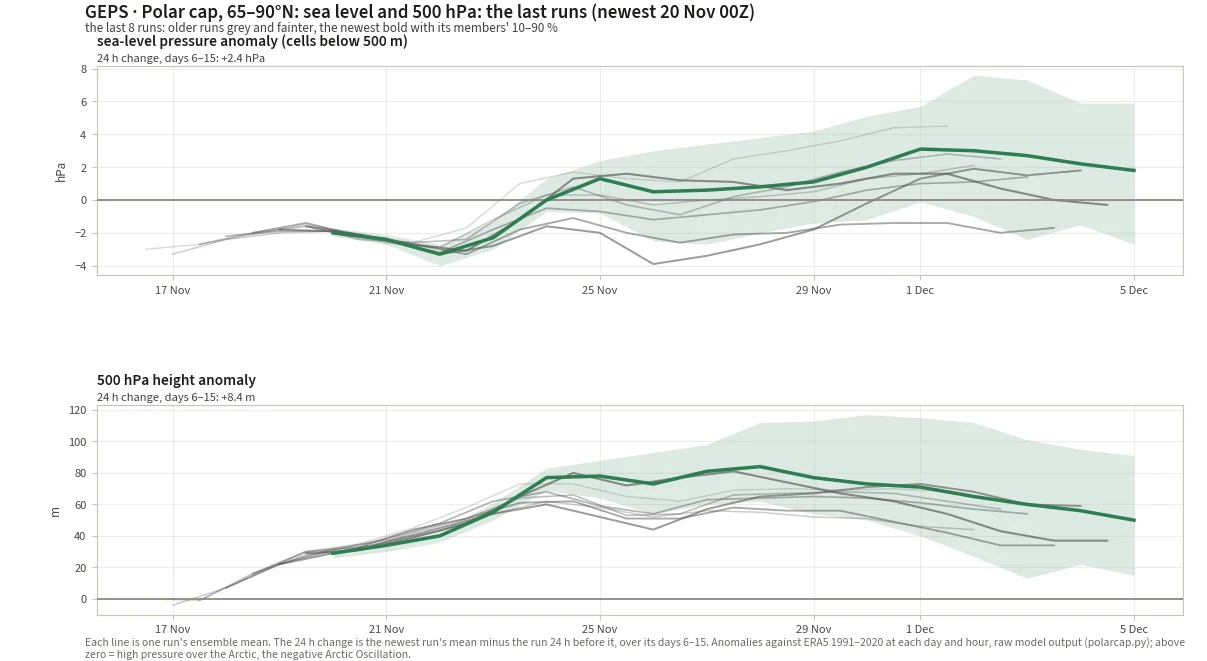 GEPS · Polar cap, 65–90°N: sea level and 500 hPa: the last runs (newest 20 Nov 00Z)
the last 8 runs: older runs grey and fainter, the newest bold with its members' 10–90 %
sea-level pressure anomaly (cells below 500 m)
24 h change, days 6–15: +2.4 hPa
8
6
4
2
0
−2
−4
hPa
17 Nov 21 Nov 25 Nov 29 Nov 1 Dec 5 Dec
500 hPa height anomaly
24 h change, days 6–15: +8.4 m
120
100
80
60
40
20
0
m
17 Nov 21 Nov 25 Nov 29 Nov 1 Dec 5 Dec
Each line is one run's ensemble mean. The 24 h change is the newest run's mean minus the run 24 h before it, over its days 6–15. Anomalies against ERA5 1991–2020 at each day and hour, raw model output (polarcap.py); above
zero = high pressure over the Arctic, the negative Arctic Oscillation.